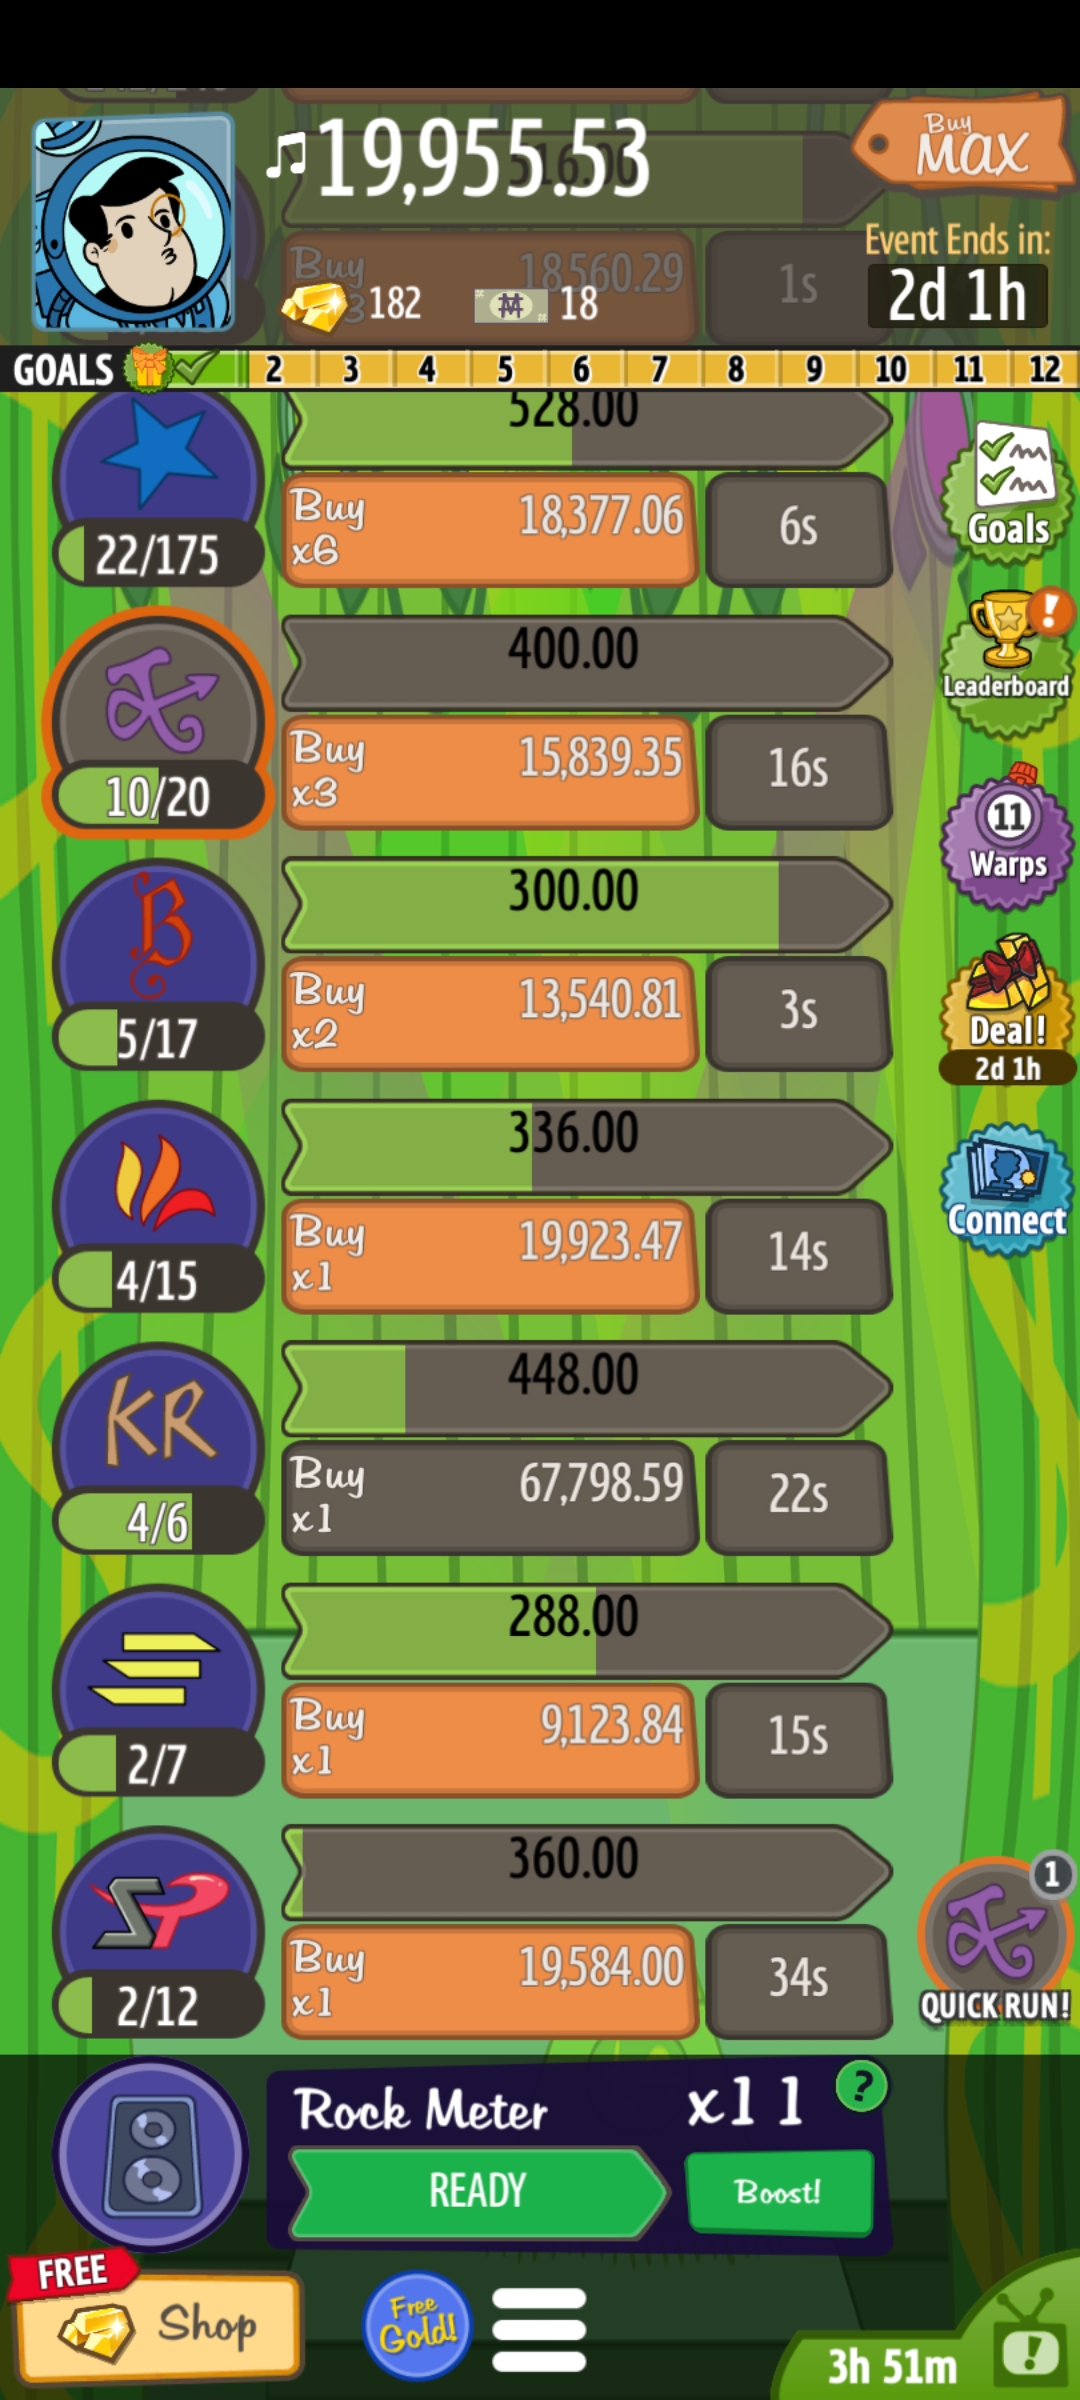 ♫19,955.53
Buy
MAX
516.00
Buy
x3
18,560.29
1s
182
18
Event Ends in:
2d 1h
GOALS 2 3 4 5 6 7 8 9 10 11 12
528.00
22/175
Buy
x6
18,377.06
6s
Goals
400.00
10/20
Buy
x3
15,839.35
16s
!
Leaderboard
300.00
B
5/17
Buy
x2
13,540.81
3s
11
Warps
Deal!
2d 1h
336.00
4/15
Buy
x1
19,923.47
14s
Connect
448.00
KR
4/6
Buy
x1
67,798.59
22s
288.00
2/7
Buy
x1
9,123.84
15s
360.00
SP
2/12
Buy
x1
19,584.00
34s
1
QUICK RUN!
Rock Meter
x11
?
READY
Boost!
FREE
Shop
Free
Gold!
3h 51m
!